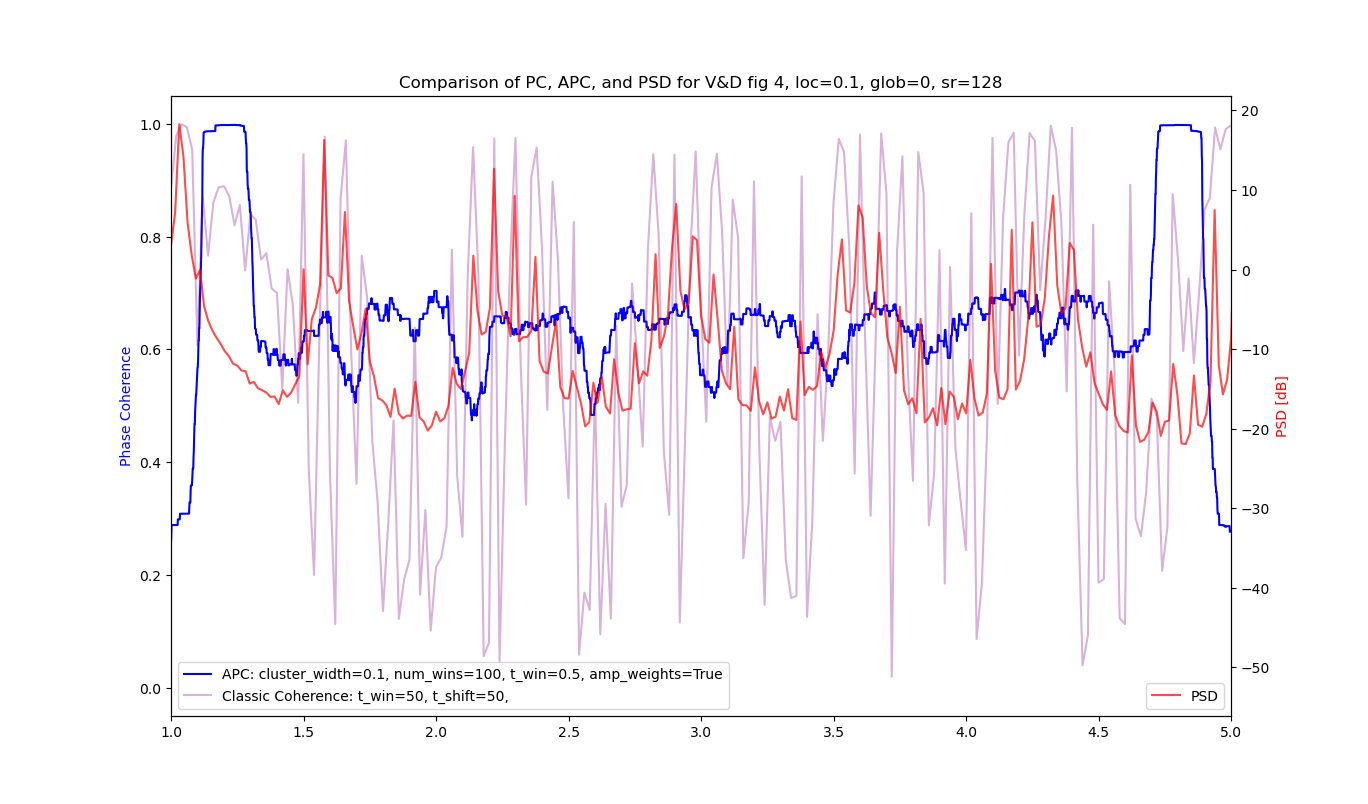 Comparison of PC, APC, and PSD for V&D fig 4, loc=0.1, glob=0, sr=128
1.0
0.8
0.6
0.4
0.2
0.0
Phase Coherence
20
10
0
−10
−20
−30
−40
−50
PSD [dB]
APC: cluster_width=0.1, num_wins=100, t_win=0.5, amp_weights=True
Classic Coherence: t_win=50, t_shift=50,
PSD
1.0 1.5 2.0 2.5 3.0 3.5 4.0 4.5 5.0